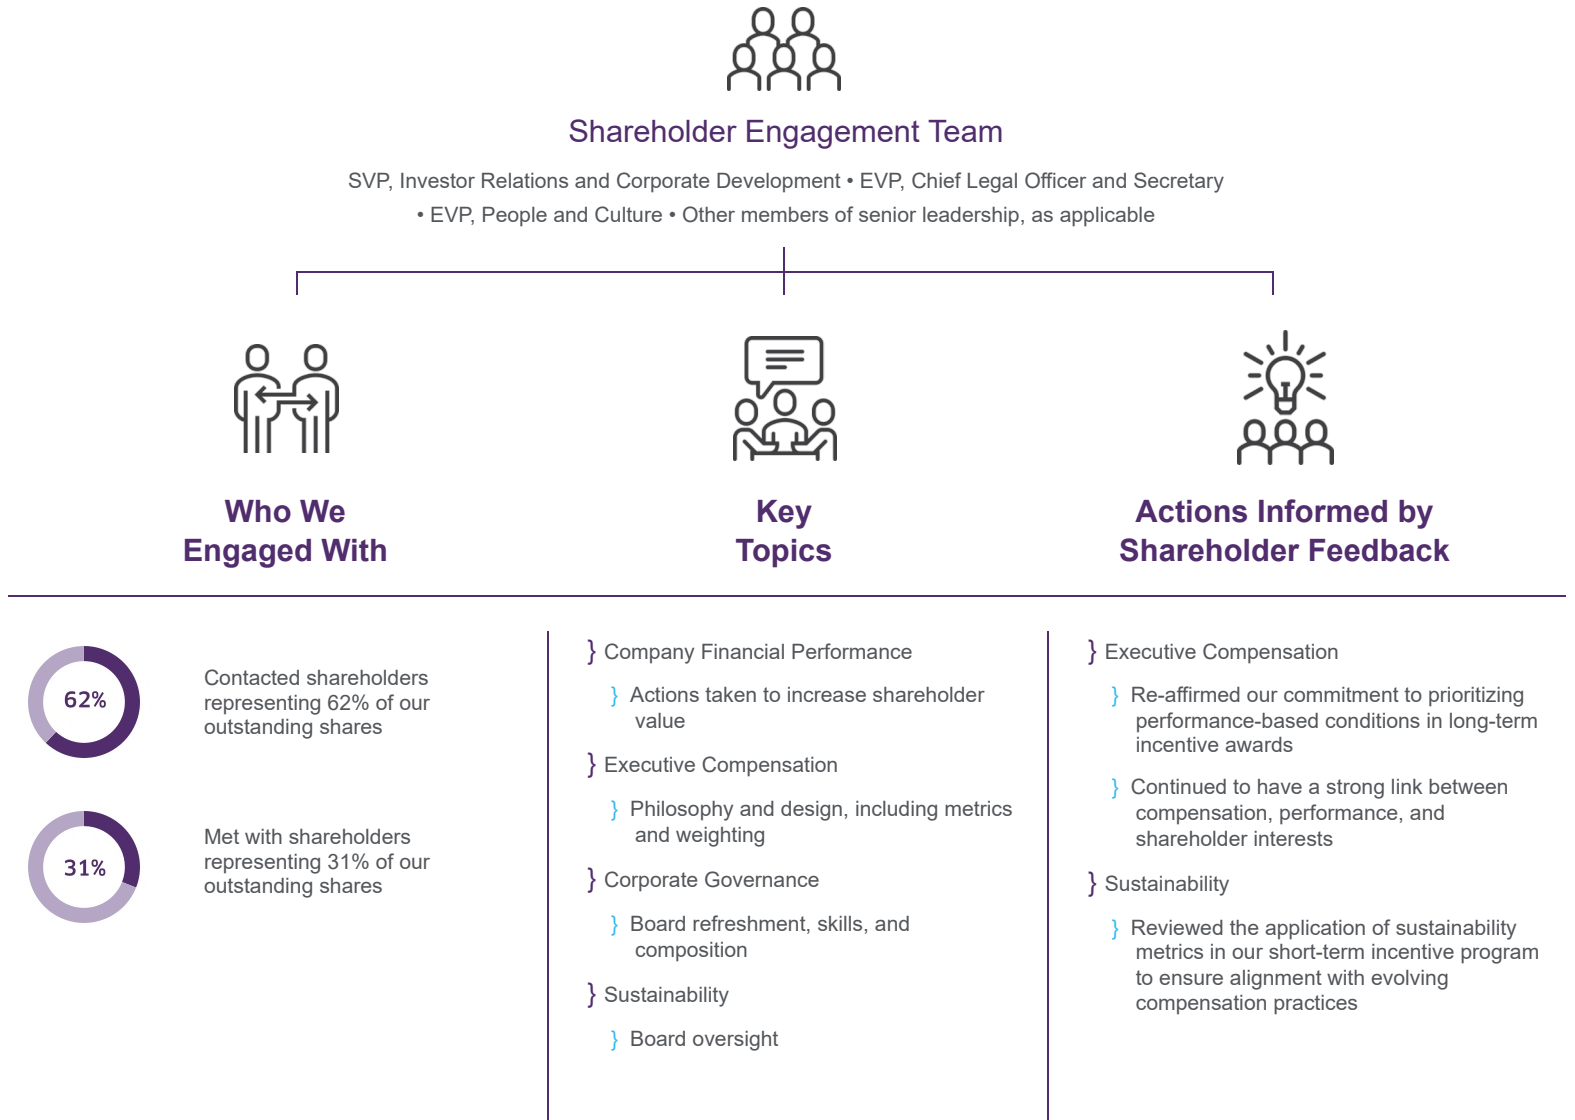 Shareholder Engagement Team
SVP, Investor Relations and Corporate Development • EVP, Chief Legal Officer and Secretary
• EVP, People and Culture • Other members of senior leadership, as applicable
Who We
Engaged With
Key
Topics
Actions Informed by
Shareholder Feedback
62%
Contacted shareholders
representing 62% of our
outstanding shares
31%
Met with shareholders
representing 31% of our
outstanding shares
} Company Financial Performance
} Actions taken to increase shareholder
value
} Executive Compensation
} Philosophy and design, including metrics
and weighting
} Corporate Governance
} Board refreshment, skills, and
composition
} Sustainability
} Board oversight
} Executive Compensation
} Re-affirmed our commitment to prioritizing
performance-based conditions in long-term
incentive awards
} Continued to have a strong link between
compensation, performance, and
shareholder interests
} Sustainability
} Reviewed the application of sustainability
metrics in our short-term incentive program
to ensure alignment with evolving
compensation practices